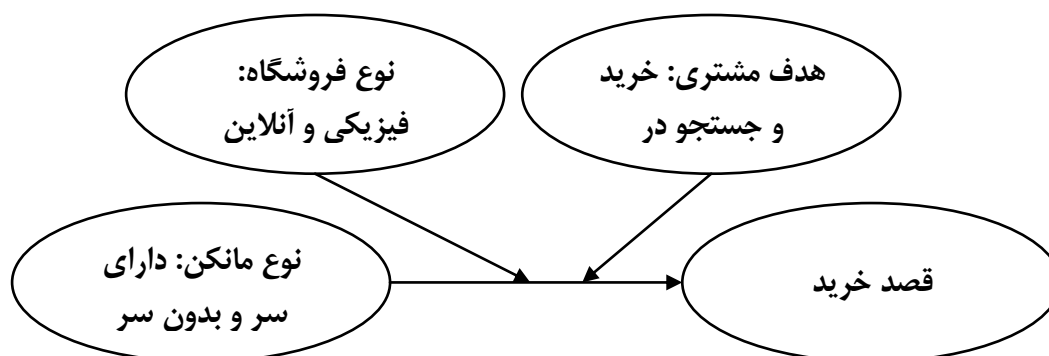 نوع فروشگاه:
فیزیکی و آنلاین
هدف مشتری: خرید
و جستجو در
نوع مانکن: دارای
سر و بدون سر
قصد خرید